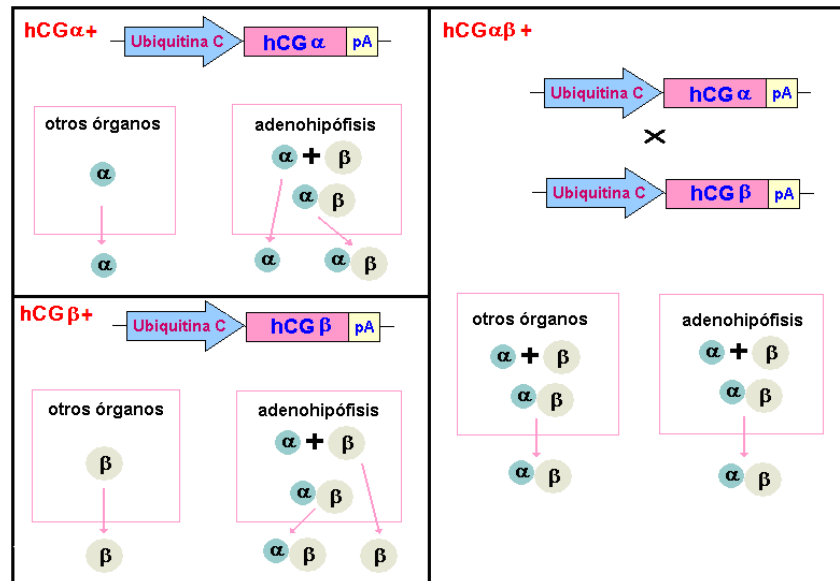 hCGα+
Ubiquitina C hCG α pA
otros órganos
α
α
adenohipófisis
α + β
α β
α α β
hCGβ+
Ubiquitina C hCG β pA
otros órganos
β
β
adenohipófisis
α + β
α β
α β β
hCGαβ+
Ubiquitina C hCG α pA
×
Ubiquitina C hCG β pA
otros órganos
α + β
α β
α β
adenohipófisis
α + β
α β
α β